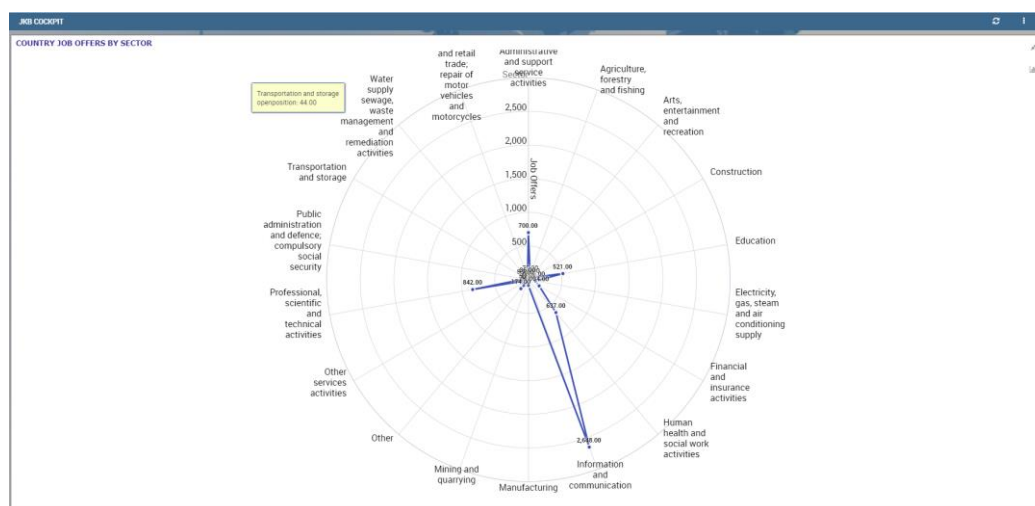 JKB COCKPIT
COUNTRY JOB OFFERS BY SECTOR
Transportation and storage
openposition: 44.00
Administrative
and support
service
activities
Sector
Agriculture,
forestry
and fishing
Arts,
entertainment
and
recreation
Construction
Education
Electricity,
gas, steam
and air
conditioning
supply
Financial
and
insurance
activities
Human
health and
social work
activities
Information
and
communication
Manufacturing
Mining and
quarrying
Other
Other
services
activities
Professional,
scientific
and
technical
activities
Public
administration
and defence;
compulsory
social
security
Transportation
and storage
Water
supply
sewage,
waste
management
and
remediation
activities
and retail
trade;
repair of
motor
vehicles
and
motorcycles
2,500
2,000
1,500
1,000
500
Job Offers
700.00
521.00
842.00